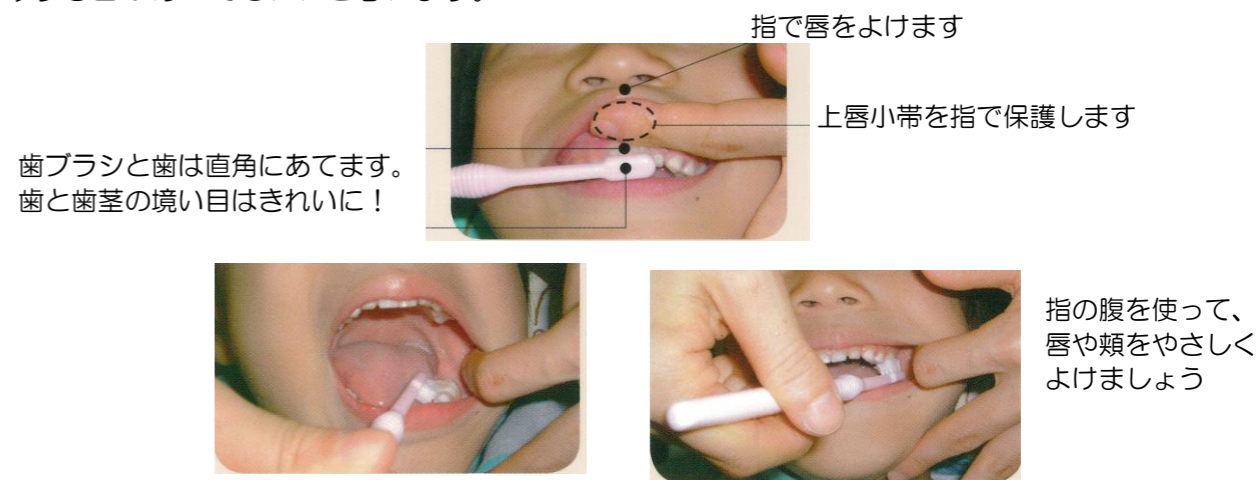 指で唇をよけます
上唇小帯を指で保護します
歯ブラシと歯は直角にあてます。
歯と歯茎の境い目はきれいに!
指の腹を使って、
唇や頬をやさしく
よけましょう